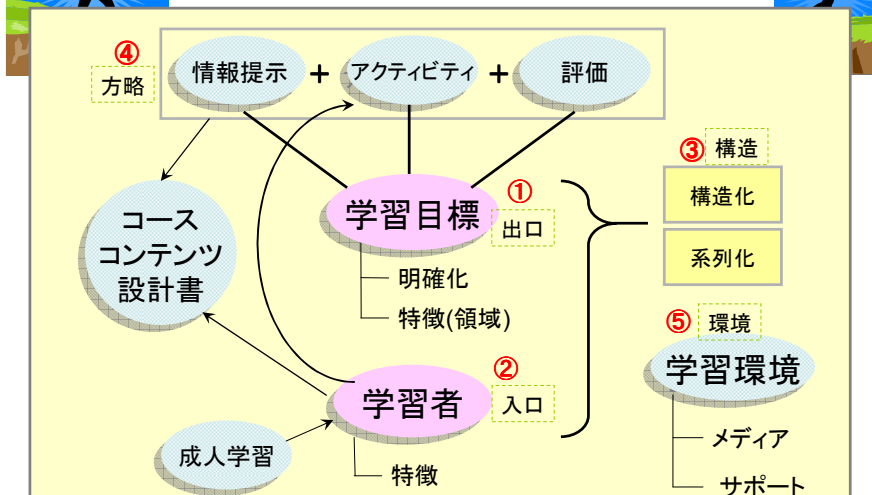 ④
方略
情報提示 + アクティビティ + 評価
①
学習目標
出口
明確化
特徴(領域)
③ 構造
構造化
系列化
コース
コンテンツ
設計書
②
学習者
入口
特徴
成人学習
⑤ 環境
学習環境
メディア
サポート